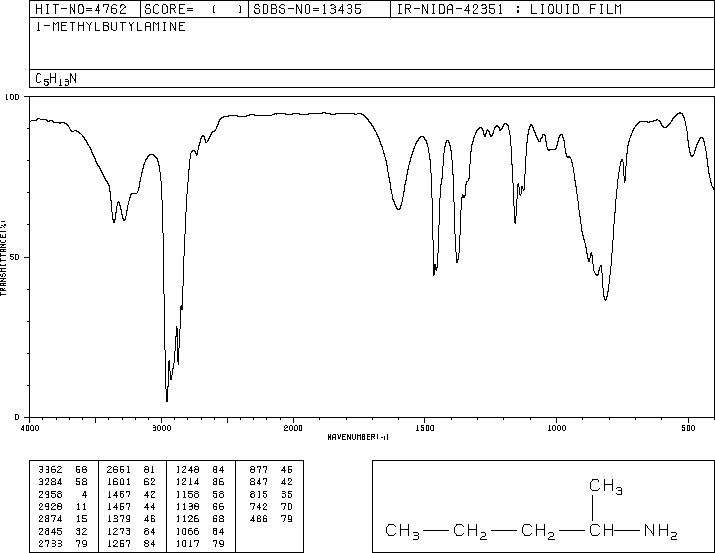 HIT-NO=4762 SCORE= ( ) SDBS-NO=13435 IR-NIDA-42351 : LIQUID FILM
1-METHYLBUTYLAMINE
C5H13N
100
50
0
TRANSMITTANCE(%)
4000 3000 2000 1500 1000 500
WAVENUMBER(-1)
3362 58 2661 81 1248 84 877 46
3284 58 1601 62 1214 86 847 42
2958 4 1467 42 1158 58 815 35
2928 11 1457 44 1138 66 742 70
2874 15 1379 46 1126 68 486 79
2845 32 1273 84 1066 84
2733 79 1267 84 1017 79
CH3
CH3 CH2 CH2 CH NH2